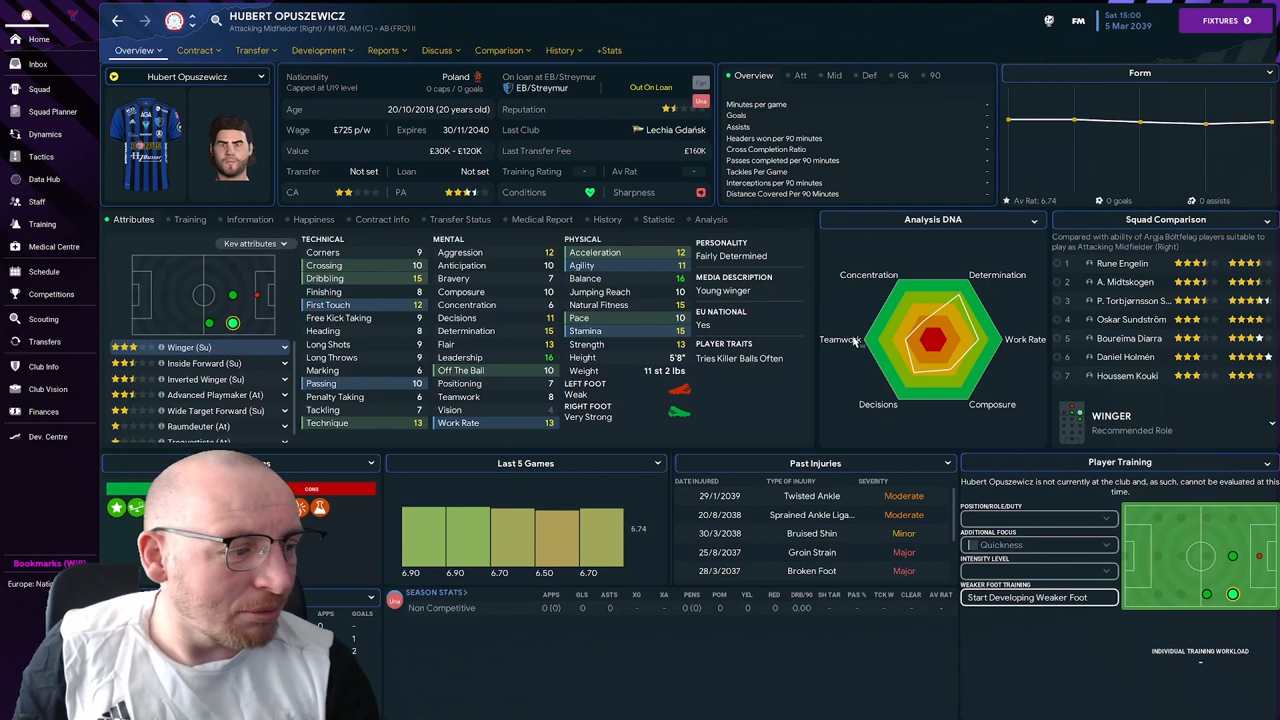 HUBERT OPUSZEWICZ
Attacking Midfielder (Right) / M (R), AM (C) - AB (FRO) II
FM
Sat 15:00
5 Mar 2039
FIXTURES
Home
Inbox
Squad
Squad Planner
Dynamics
Tactics
Data Hub
Staff
Training
Medical Centre
Schedule
Competitions
Scouting
Transfers
Club Info
Club Vision
Finances
Dev. Centre
Bookmarks (WIP)
Europe: Nati
Overview
Contract
Transfer
Development
Reports
Discuss
Comparison
History
+Stats
Hubert Opuszewicz
Nationality Poland
Capped at U19 level 0 caps / 0 goals
Age 20/10/2018 (20 years old)
Wage £725 p/w Expires 30/11/2040
Value £30K - £120K
Transfer Not set Loan Not set
CA PA
On loan at EB/Streymur
EB/Streymur Out On Loan
Reputation
Last Club Lechia Gdańsk
Last Transfer Fee £160K
Training Rating - Av Rat -
Conditions Sharpness
Una
Overview Att Mid Def Gk 90
Minutes per game -
Goals -
Assists -
Headers won per 90 minutes -
Cross Completion Ratio -
Passes completed per 90 minutes -
Tackles Per Game -
Interceptions per 90 minutes -
Distance Covered Per 90 Minutes -
Form
Av Rat: 6.74 0 goals 0 assists
Attributes Training Information Happiness Contract Info Transfer Status Medical Report History Statistic Analysis
Key attributes
Winger (Su)
Inside Forward (Su)
Inverted Winger (Su)
Advanced Playmaker (At)
Wide Target Forward (Su)
Raumdeuter (At)
Trequartista (At)
TECHNICAL
Corners 9
Crossing 10
Dribbling 15
Finishing 8
First Touch 12
Free Kick Taking 9
Heading 8
Long Shots 9
Long Throws 9
Marking 6
Passing 10
Penalty Taking 6
Tackling 7
Technique 13
MENTAL
Aggression 12
Anticipation 10
Bravery 12
Composure 10
Concentration 6
Decisions 11
Determination 15
Flair 13
Leadership 16
Off The Ball 10
Positioning 7
Teamwork 8
Vision 4
Work Rate 13
PHYSICAL
Acceleration 12
Agility 11
Balance 16
Jumping Reach 10
Natural Fitness 15
Pace 10
Stamina 15
Strength 13
Height 5'8"
Weight 11 st 2 lbs
LEFT FOOT
Weak
RIGHT FOOT
Very Strong
PERSONALITY
Fairly Determined
MEDIA DESCRIPTION
Young winger
EU NATIONAL
Yes
PLAYER TRAITS
Tries Killer Balls Often
Analysis DNA
Concentration
Determination
Teamwork
Work Rate
Decisions
Composure
Squad Comparison
Compared with ability of Argja Bóltfelag players suitable to
play as Attacking Midfielder (Right)
1 Rune Engelin
2 A. Midtskogen
3 P. Torbjørnsson S...
4 Oskar Sundström
5 Boureïma Diarra
6 Daniel Holmén
7 Houssem Kouki
WINGER
Recommended Role
CONS
Last 5 Games
6.90 6.90 6.70 6.50 6.70
6.74
Past Injuries
DATE INJURED TYPE OF INJURY SEVERITY
29/1/2039 Twisted Ankle Moderate
20/8/2038 Sprained Ankle Liga... Moderate
30/3/2038 Bruised Shin Minor
25/8/2037 Groin Strain Major
28/3/2037 Broken Foot Major
Player Training
Hubert Opuszewicz is not currently at the club and, as such, cannot be evaluated at this
time.
POSITION/ROLE/DUTY
ADDITIONAL FOCUS
Quickness
INTENSITY LEVEL
WEAKER FOOT TRAINING
Start Developing Weaker Foot
INDIVIDUAL TRAINING WORKLOAD
-
APPS GOALS
0 -
1
2
Una
SEASON STATS
APPS GLS ASTS XG XA PENS POM YEL RED DRB/90 SH TAR PAS % TCK W CLEAR AV RAT
Non Competitive 0 (0) 0 0 - - 0 (0) 0 0 0 0.00 - - - - -